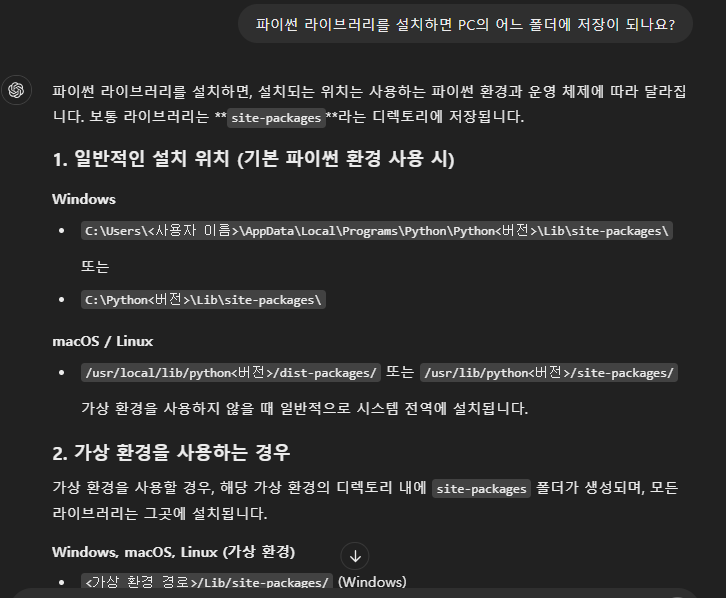 파이썬 라이브러리를 설치하면 PC의 어느 폴더에 저장이 되나요?
파이썬 라이브러리를 설치하면, 설치되는 위치는 사용하는 파이썬 환경과 운영 체제에 따라 달라집
니다. 보통 라이브러리는 **site-packages**라는 디렉토리에 저장됩니다.
1. 일반적인 설치 위치 (기본 파이썬 환경 사용 시)
Windows
• C:\Users\<사용자 이름>\AppData\Local\Programs\Python\Python<버전>\Lib\site-packages\
또는
• C:\Python<버전>\Lib\site-packages\
macOS / Linux
• /usr/local/lib/python<버전>/dist-packages/ 또는 /usr/lib/python<버전>/site-packages/
가상 환경을 사용하지 않을 때 일반적으로 시스템 전역에 설치됩니다.
2. 가상 환경을 사용하는 경우
가상 환경을 사용할 경우, 해당 가상 환경의 디렉토리 내에 site-packages 폴더가 생성되며, 모든
라이브러리는 그곳에 설치됩니다.
Windows, macOS, Linux (가상 환경)
• <가상 환경 경로>/Lib/site-packages/ (Windows)